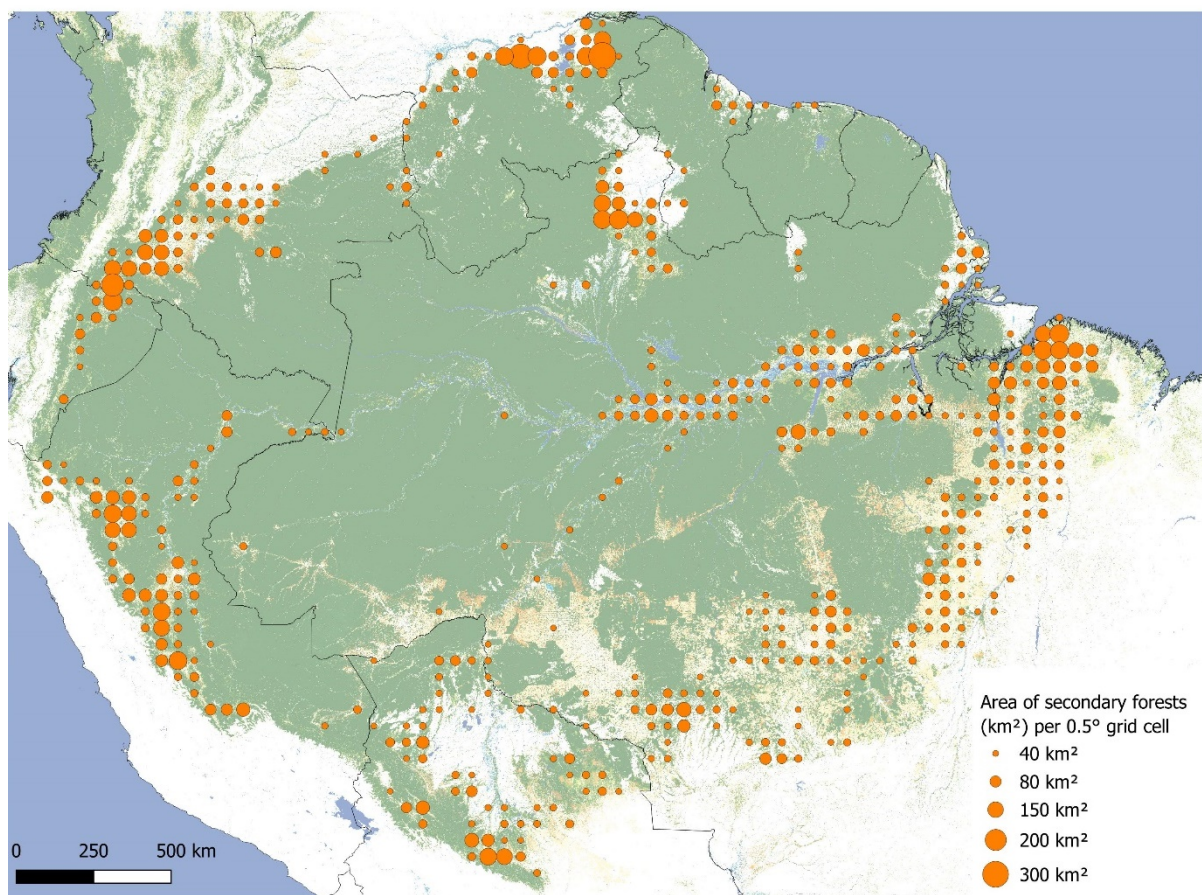 Area of secondary forests
(km²) per 0.5° grid cell
40 km²
80 km²
150 km²
200 km²
300 km²
0 250 500 km